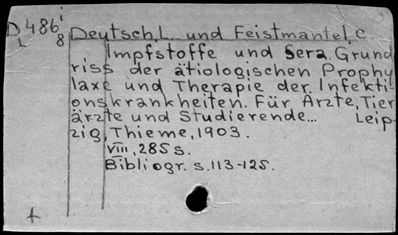 D486 i
L 8
Deutsch, L. und Feistmantel, C.
Impfstoffe und Sera. Grund
riss der ätiologischen Prophy
laxe und Therapie der Infekti
onskrankheiten. Für Ärzte, Tier
ärzte und Studierende... Leip-
zig, Thieme, 1903.
VIII, 285 s.
Bibliogr. s. 113-125.